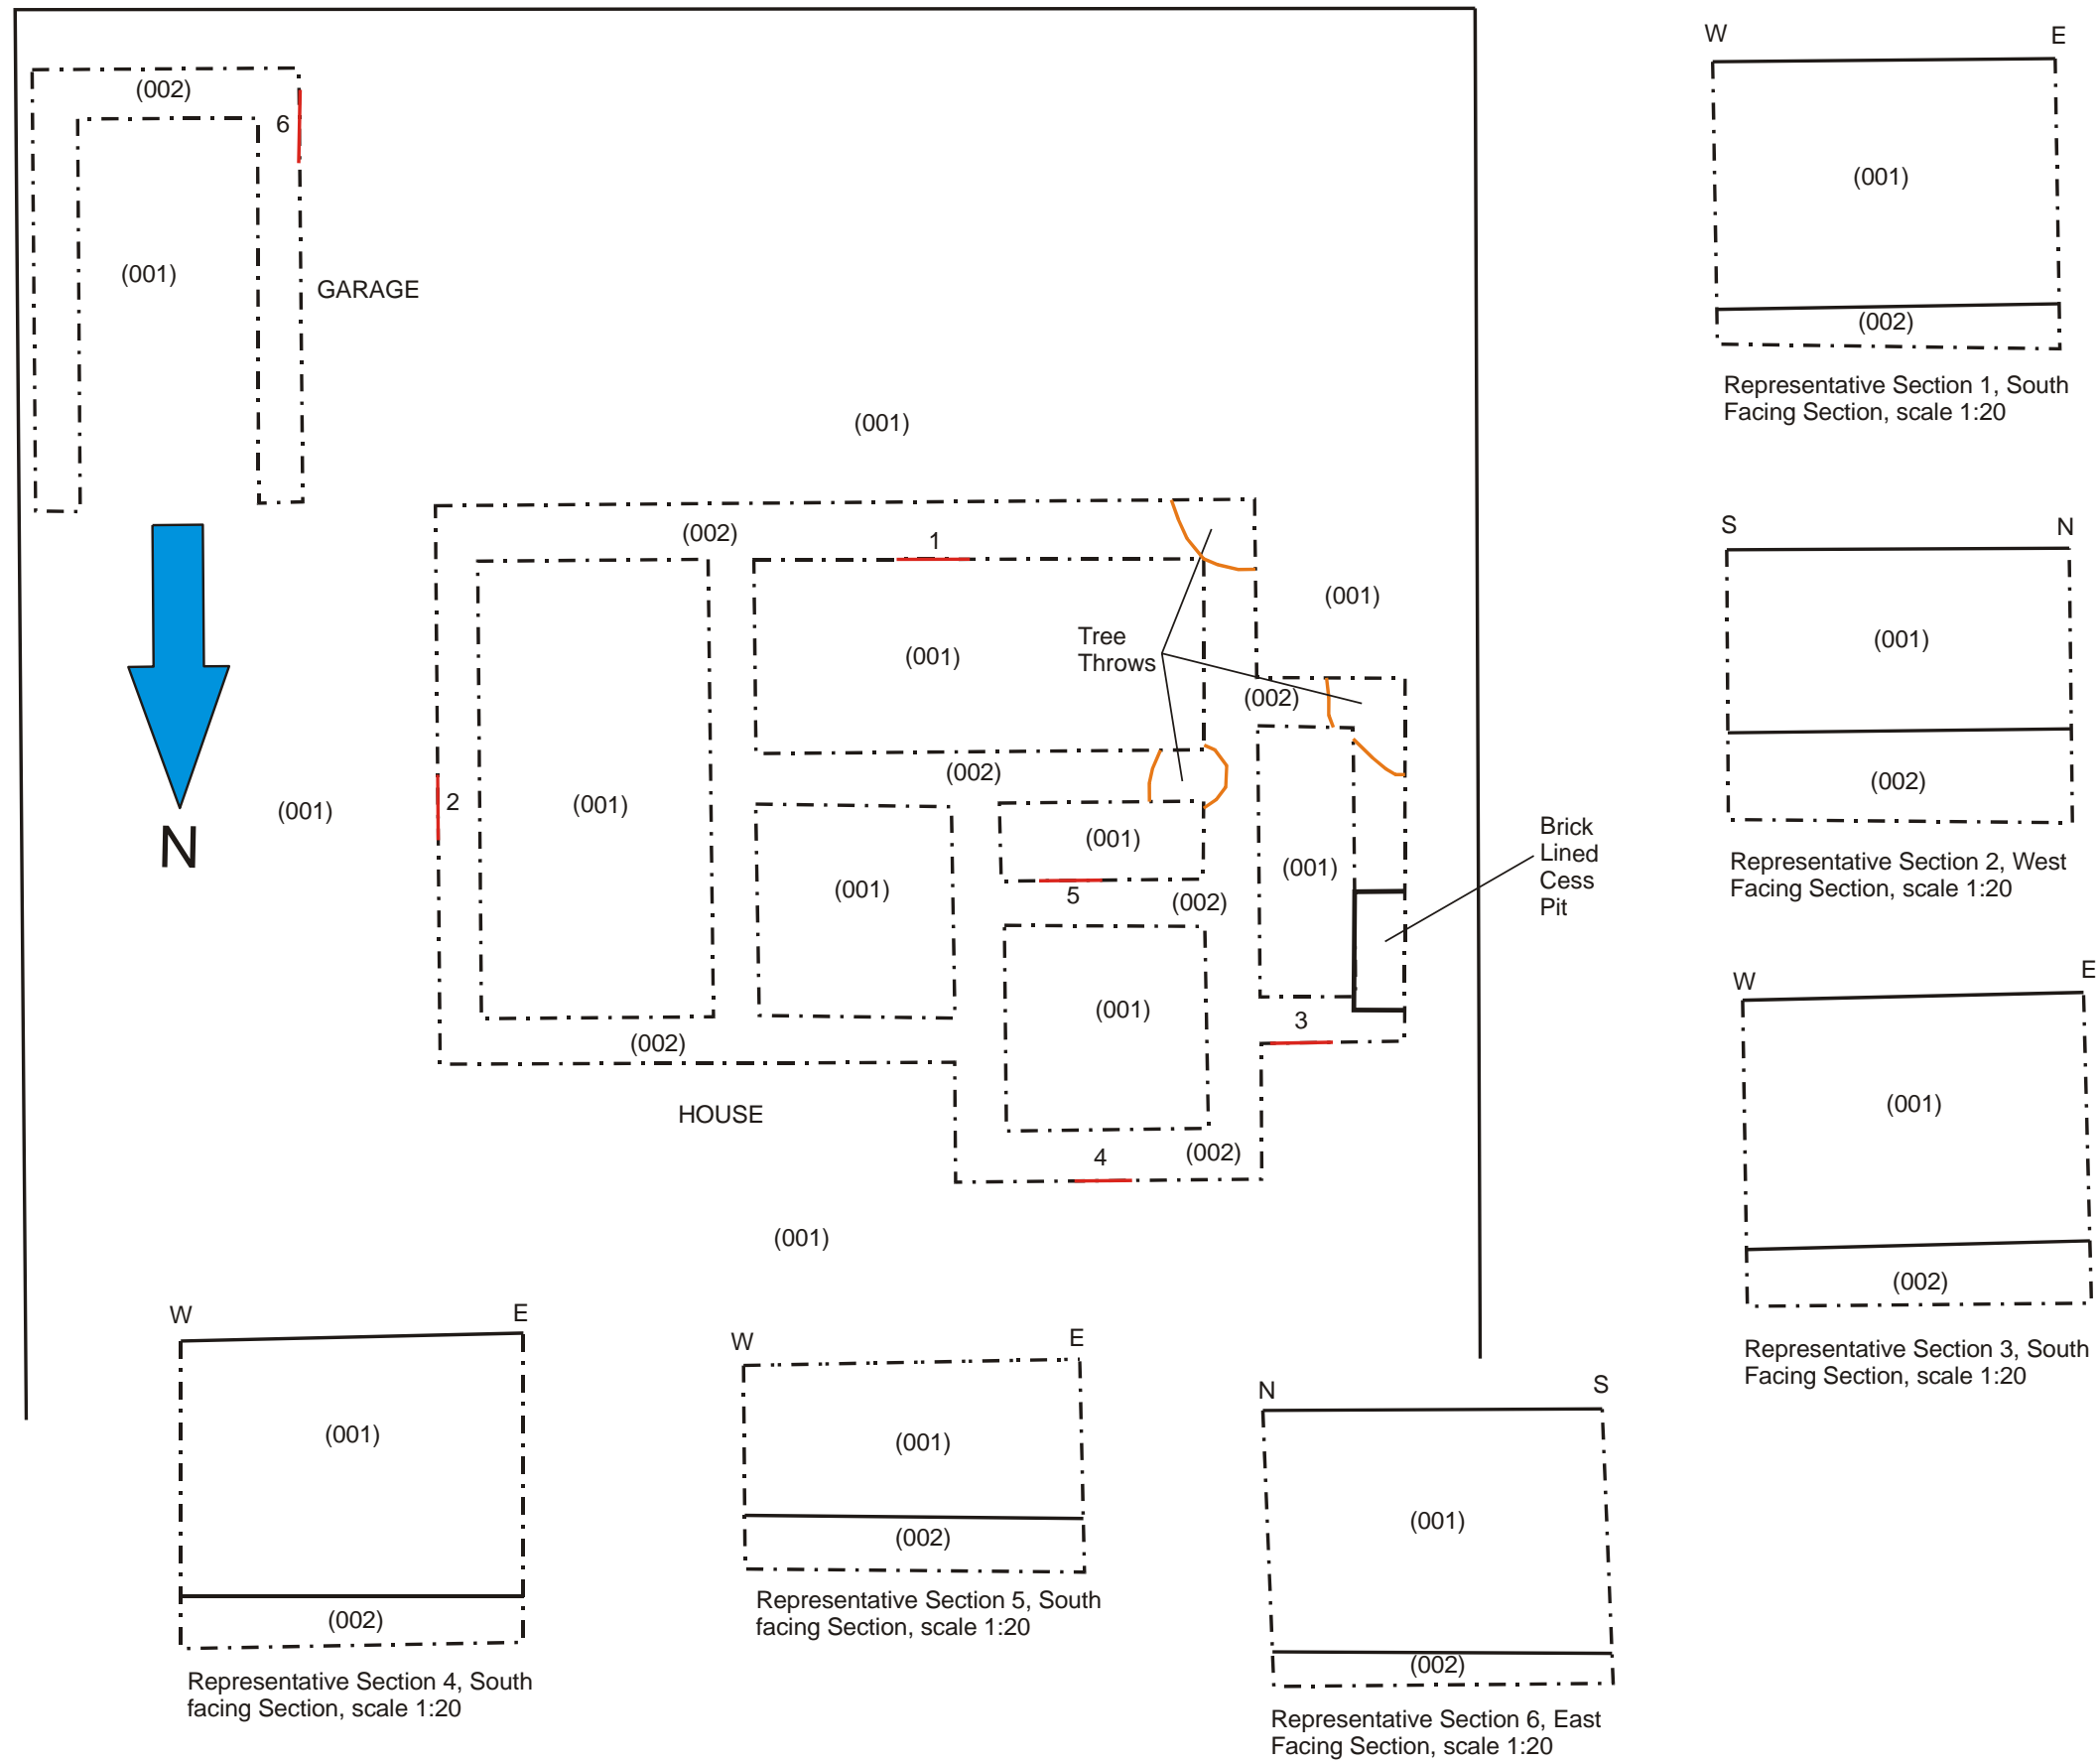 (002)
6
(001)
GARAGE
N
(001)
(001)
(002)
1
(001)
Tree
Throws
(001)
(002)
2
(001)
(002)
(001)
(001)
5
(002)
(001)
Brick
Lined
Cess
Pit
(001)
3
(002)
HOUSE
4
(002)
(001)
W E
(001)
(002)
Representative Section 1, South
Facing Section, scale 1:20
S N
(001)
(002)
Representative Section 2, West
Facing Section, scale 1:20
W E
(001)
(002)
Representative Section 3, South
Facing Section, scale 1:20
W E
(001)
(002)
Representative Section 4, South
facing Section, scale 1:20
W E
(001)
(002)
Representative Section 5, South
facing Section, scale 1:20
N S
(001)
(002)
Representative Section 6, East
Facing Section, scale 1:20